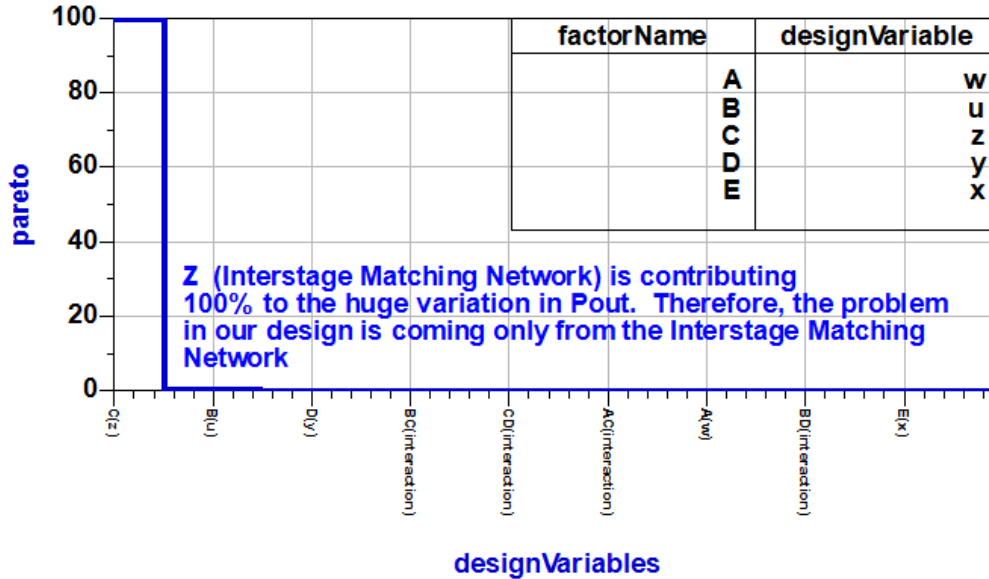 100
80
60
40
20
0
pareto
factorName designVariable
A w
B u
C z
D y
E x
Z (Interstage Matching Network) is contributing
100% to the huge variation in Pout. Therefore, the problem
in our design is coming only from the Interstage Matching
Network
C(z)
B(u)
D(y)
BC(interaction)
CD(interaction)
AC(interaction)
A(w)
BD(interaction)
E(x)
designVariables